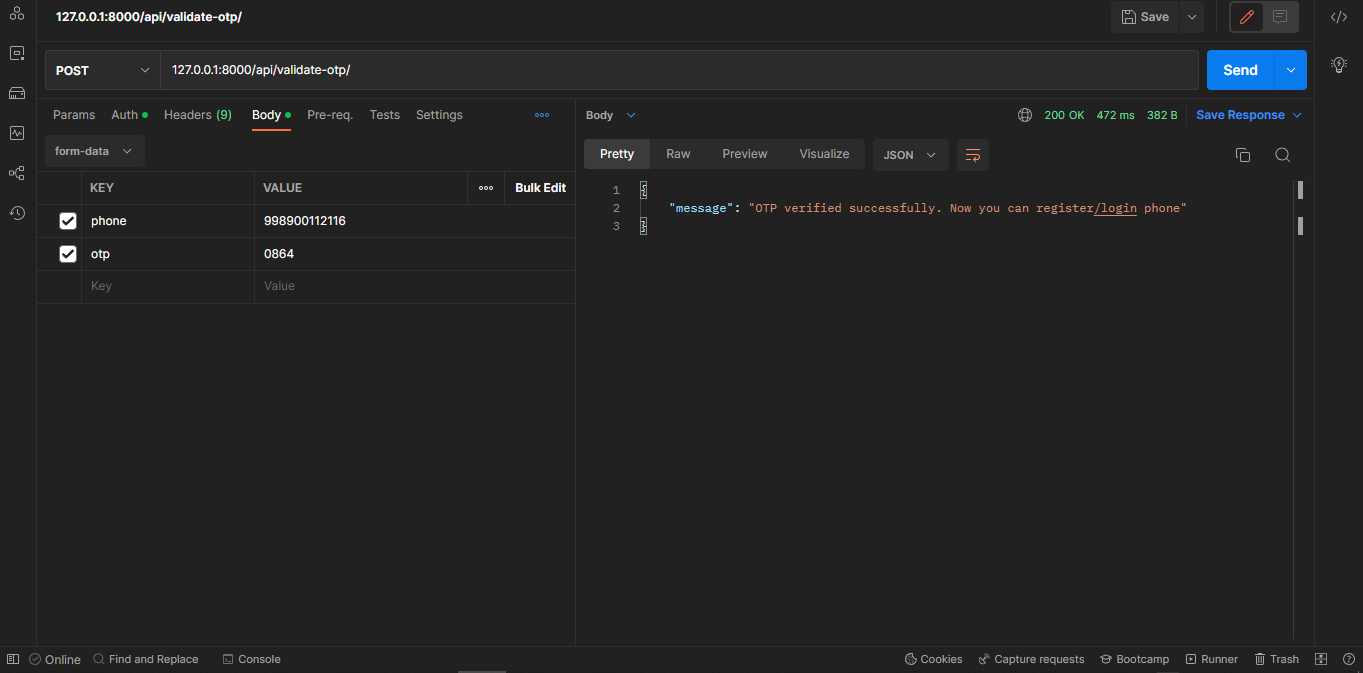 127.0.0.1:8000/api/validate-otp/
Save
POST
127.0.0.1:8000/api/validate-otp/
Send
Params Auth Headers (9) Body Pre-req. Tests Settings
form-data
KEY VALUE Bulk Edit
phone 998900112116
otp 0864
Key Value
Body
200 OK 472 ms 382 B Save Response
Pretty Raw Preview Visualize JSON
1 {
2 "message": "OTP verified successfully. Now you can register/login phone"
3 }
Online Find and Replace Console
Cookies Capture requests Bootcamp Runner Trash